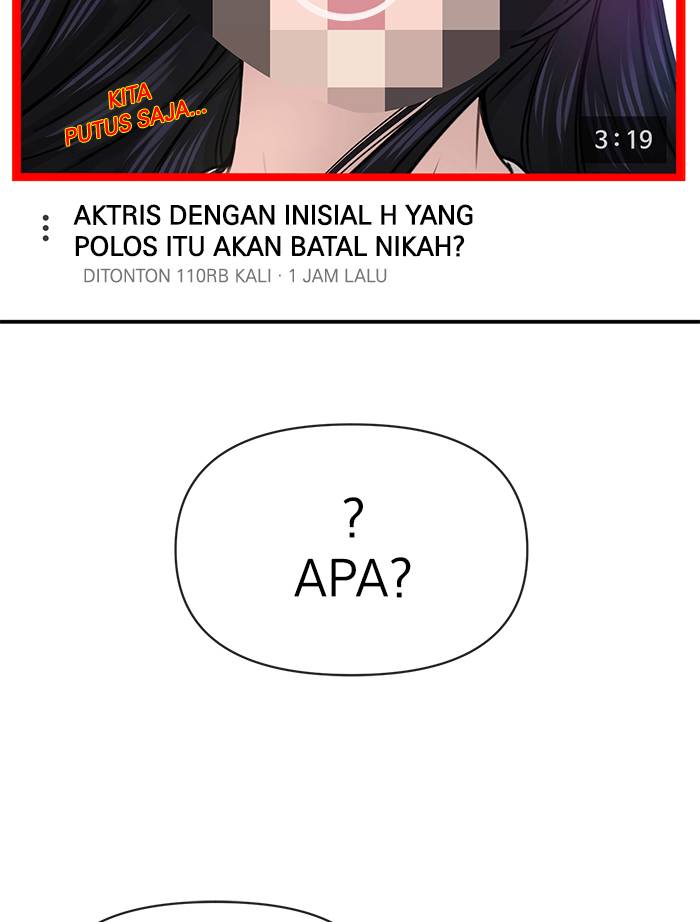 KITA
PUTUS SAJA...
3:19
AKTRIS DENGAN INISIAL H YANG
POLOS ITU AKAN BATAL NIKAH?
DITONTON 110RB KALI · 1 JAM LALU
?
APA?